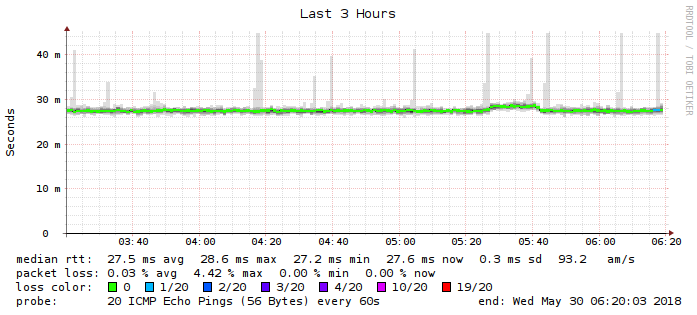 Last 3 Hours
RRDTOOL / TOBI OETIKER
Seconds
40 m
30 m
20 m
10 m
0
03:40 04:00 04:20 04:40 05:00 05:20 05:40 06:00 06:20
median rtt: 27.5 ms avg 28.6 ms max 27.2 ms min 27.6 ms now 0.3 ms sd 93.2 am/s
packet loss: 0.03 % avg 4.42 % max 0.00 % min 0.00 % now
loss color: 0 1/20 2/20 3/20 4/20 10/20 19/20
probe: 20 ICMP Echo Pings (56 Bytes) every 60s end: Wed May 30 06:20:03 2018